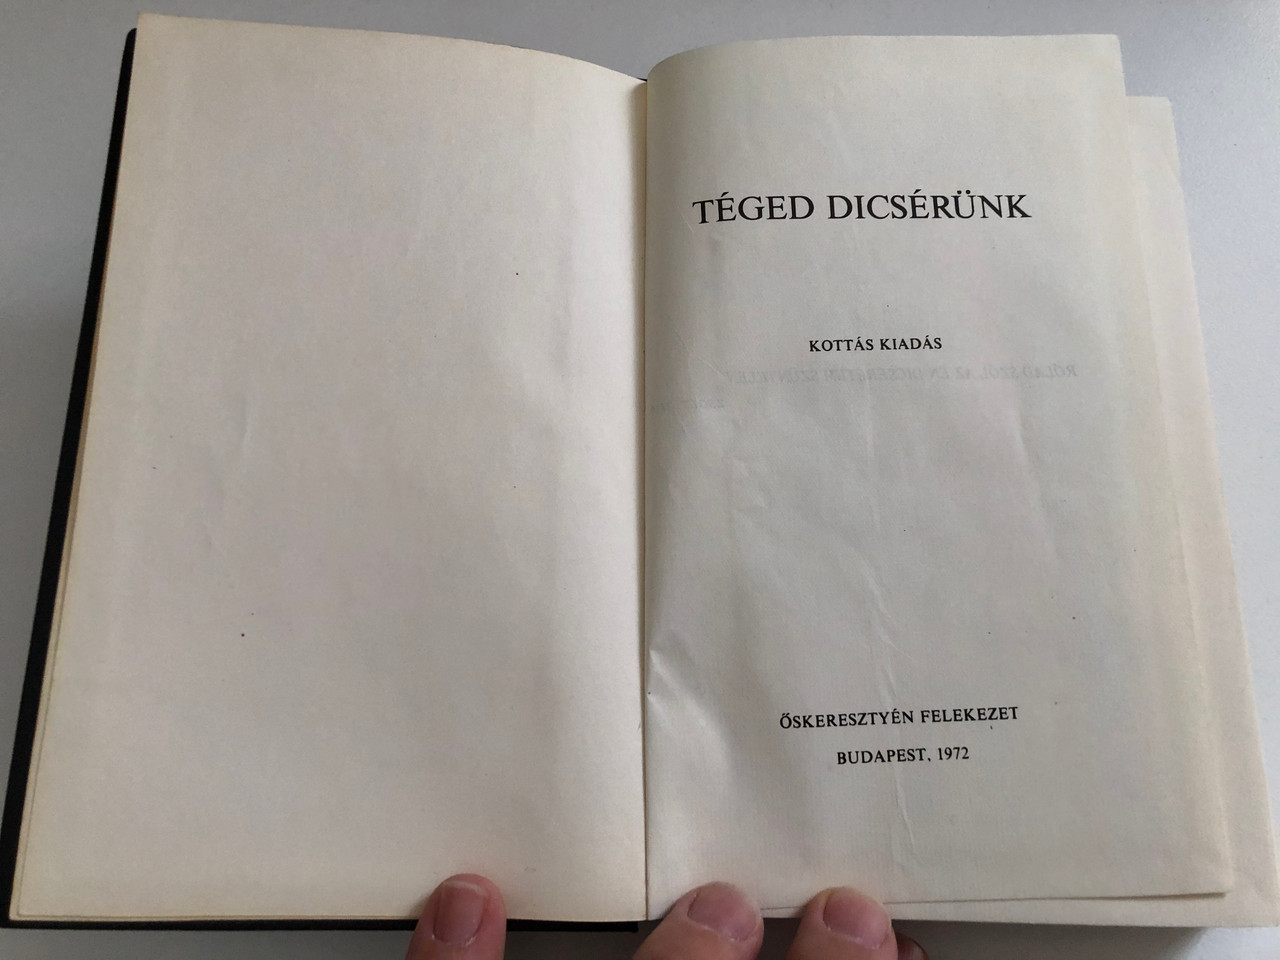 TÉGED DICSÉRÜNK
KOTTÁS KIADÁS
ŐSKERESZTYÉN FELEKEZET
BUDAPEST, 1972